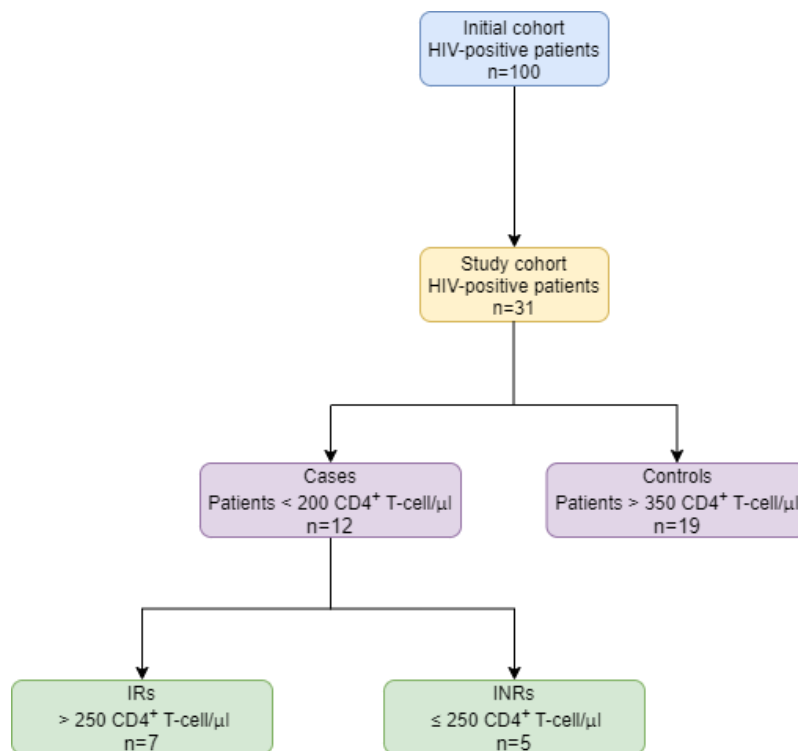 Initial cohort
HIV-positive patients
n=100
Study cohort
HIV-positive patients
n=31
Cases
Patients < 200 CD4⁺ T-cell/μl
n=12
Controls
Patients > 350 CD4⁺ T-cell/μl
n=19
IRs
> 250 CD4⁺ T-cell/μl
n=7
INRs
≤ 250 CD4⁺ T-cell/μl
n=5